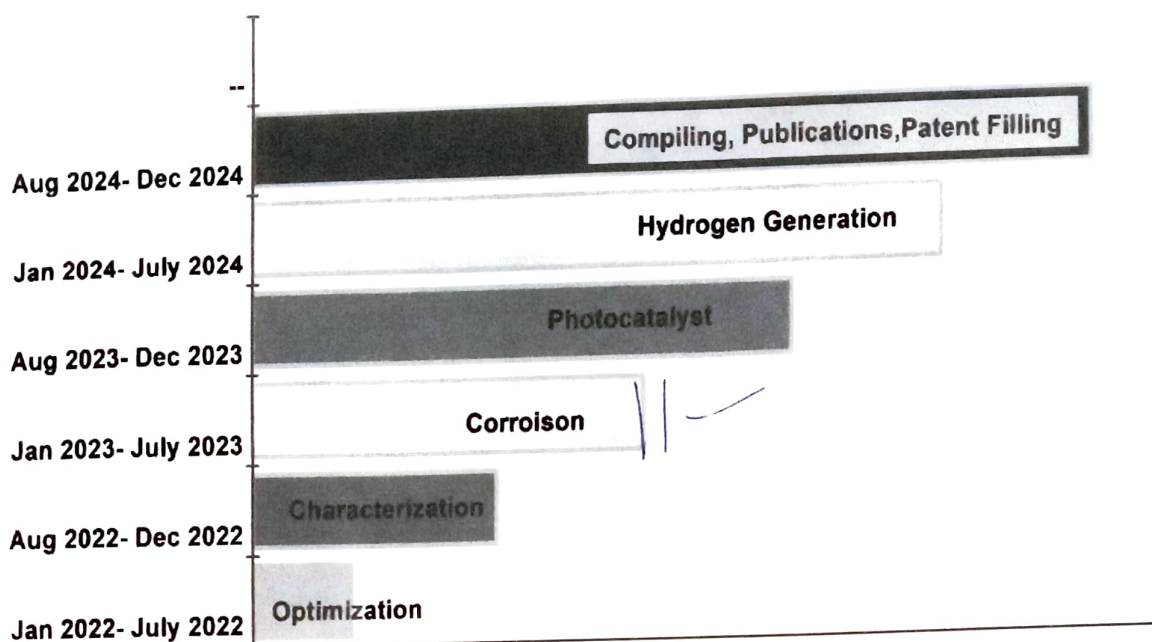 --
Compiling, Publications,Patent Filling
Aug 2024- Dec 2024
Hydrogen Generation
Jan 2024- July 2024
Photocatalyst
Aug 2023- Dec 2023
Corroison
Jan 2023- July 2023
Characterization
Aug 2022- Dec 2022
Optimization
Jan 2022- July 2022